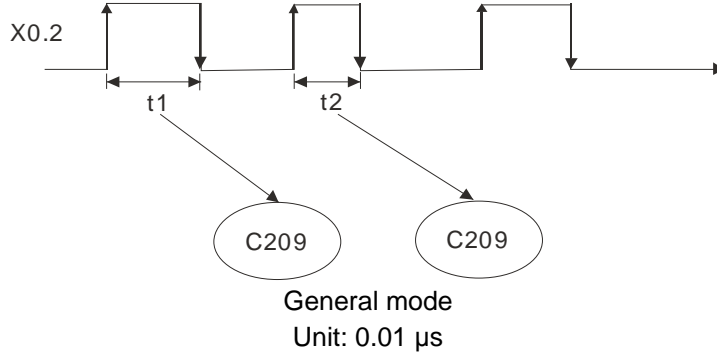 X0.2
t1
t2
C209
C209
General mode
Unit: 0.01 μs